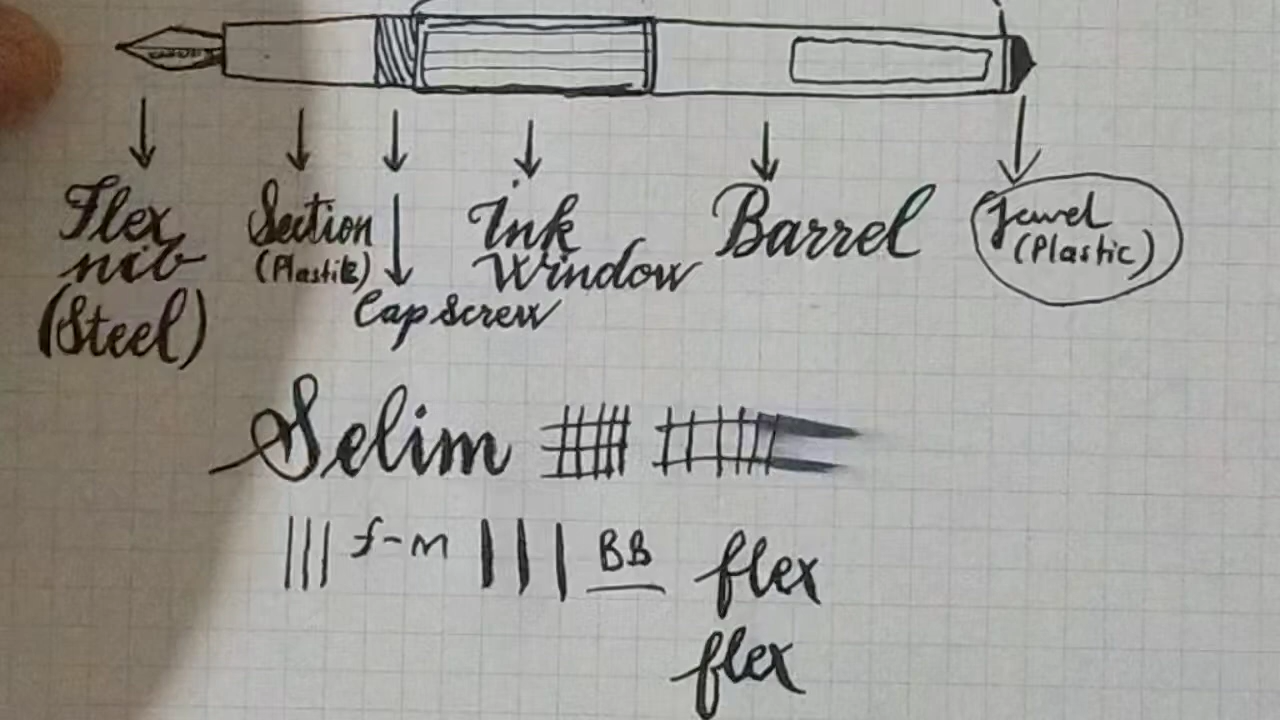 Flex
nib
(Steel)
Section
(Plastik)
Cap screw
Ink
Window
Barrel
Jewel
(Plastic)
Selim
f-m
BB
flex
flex